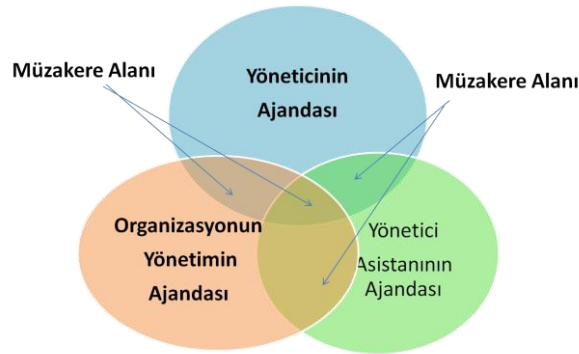 Müzakere Alanı
Yöneticinin
Ajandası
Müzakere Alanı
Organizasyonun
Yönetimin
Ajandası
Yönetici
Asistanının
Ajandası